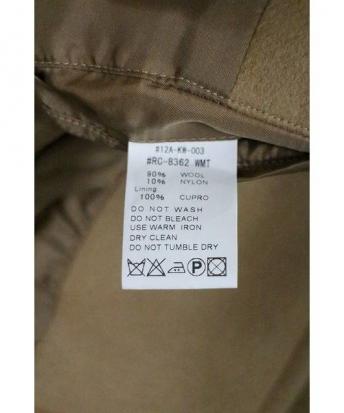 #12A-KW-003
#RC-8362 WMT
90% WOOL
10% NYLON
Lining
100% CUPRO
DO NOT WASH
DO NOT BLEACH
USE WARM IRON
DRY CLEAN
DO NOT TUMBLE DRY
P